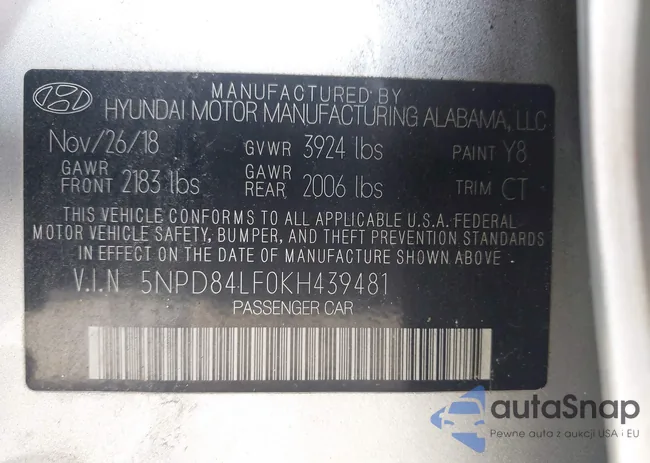 MANUFACTURED BY
HYUNDAI MOTOR MANUFACTURING ALABAMA, LLC
Nov/26/18 GVWR 3924 lbs PAINT Y8
GAWR FRONT 2183 lbs GAWR REAR 2006 lbs TRIM CT
THIS VEHICLE CONFORMS TO ALL APPLICABLE U.S.A. FEDERAL
MOTOR VEHICLE SAFETY, BUMPER, AND THEFT PREVENTION STANDARDS
IN EFFECT ON THE DATE OF MANUFACTURE SHOWN ABOVE
V.I.N 5NPD84LF0KH439481
PASSENGER CAR
autaSnap
Pewne auta z aukcji USA i EU